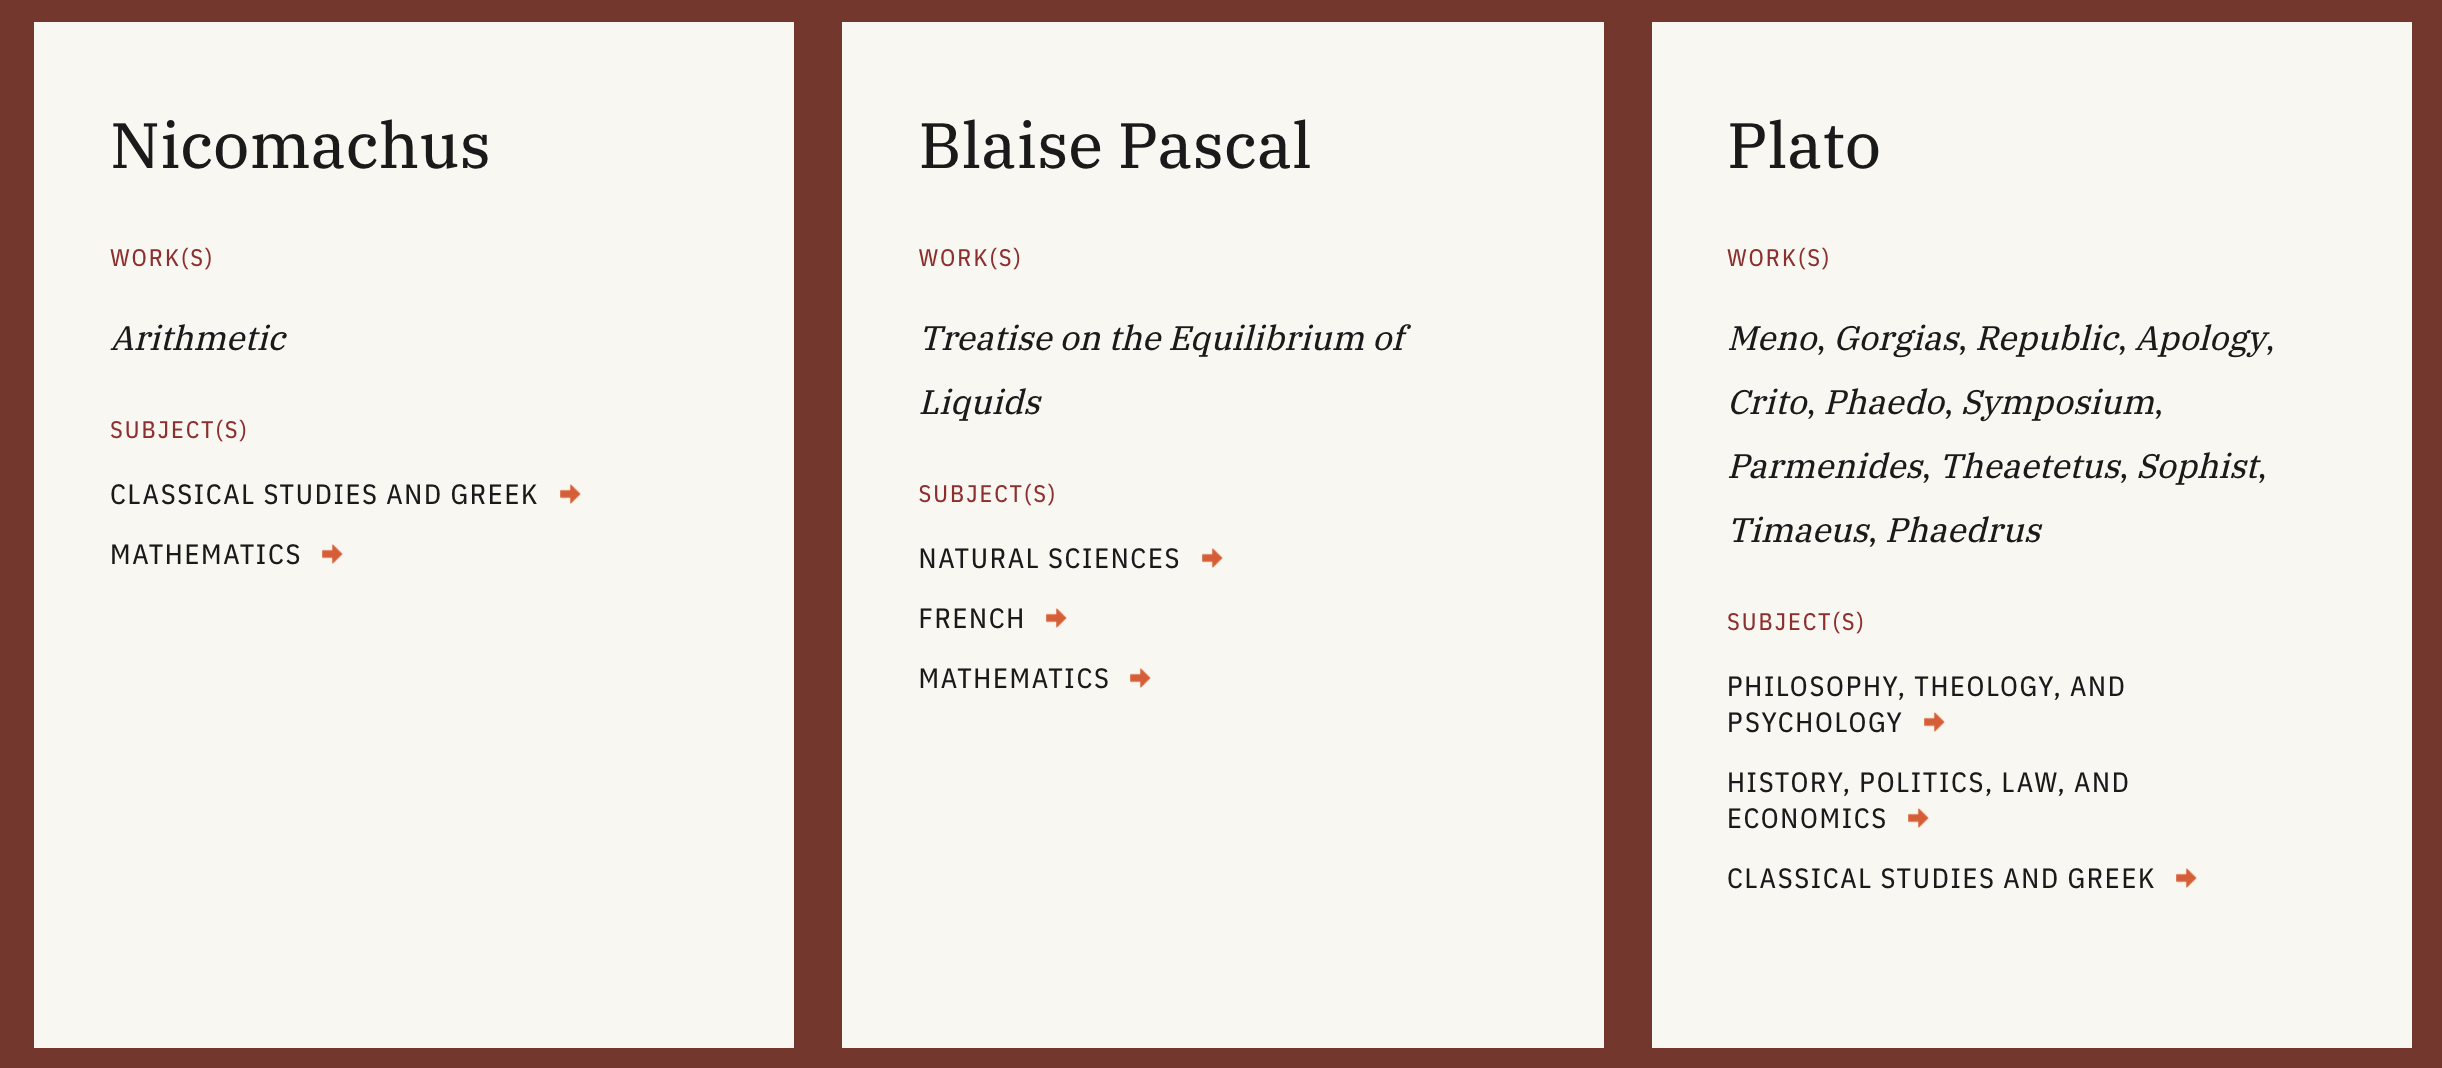 Nicomachus
WORK(S)
Arithmetic
SUBJECT(S)
CLASSICAL STUDIES AND GREEK
MATHEMATICS
Blaise Pascal
WORK(S)
Treatise on the Equilibrium of
Liquids
SUBJECT(S)
NATURAL SCIENCES
FRENCH
MATHEMATICS
Plato
WORK(S)
Meno, Gorgias, Republic, Apology,
Crito, Phaedo, Symposium,
Parmenides, Theaetetus, Sophist,
Timaeus, Phaedrus
SUBJECT(S)
PHILOSOPHY, THEOLOGY, AND
PSYCHOLOGY
HISTORY, POLITICS, LAW, AND
ECONOMICS
CLASSICAL STUDIES AND GREEK